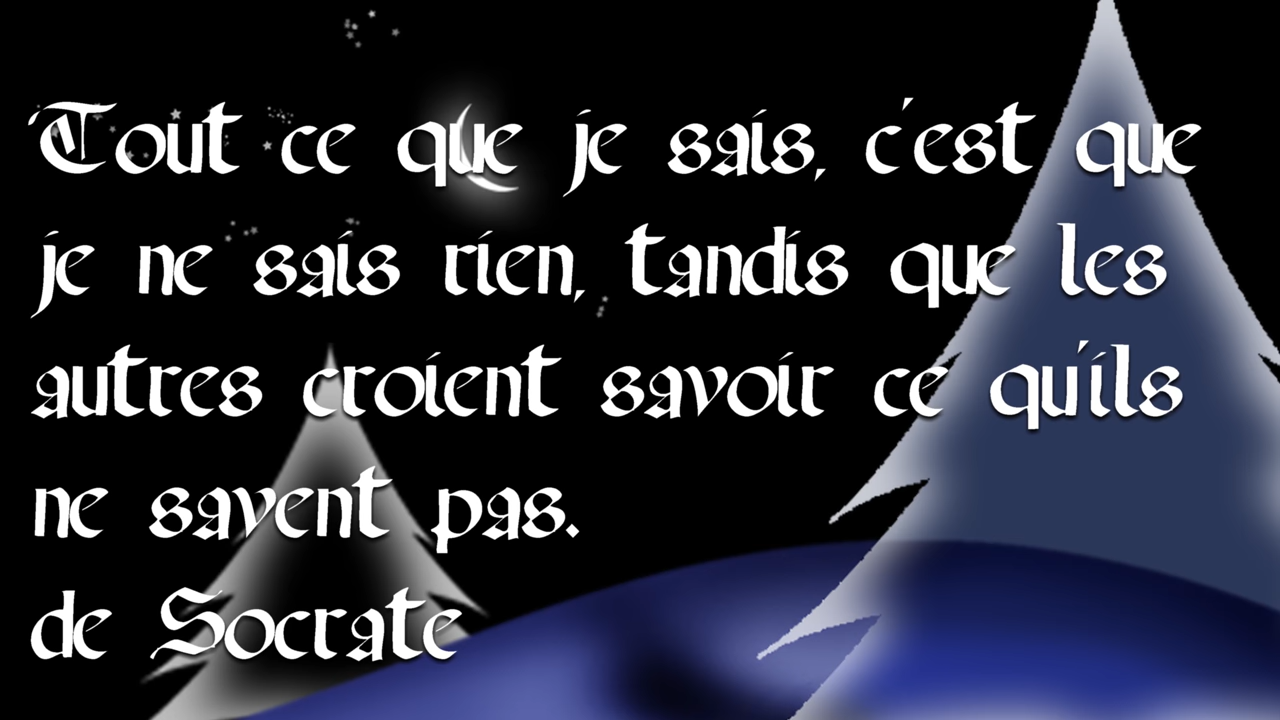 Tout ce que je sais, c'est que
je ne sais rien, tandis que les
autres croient savoir ce qu'ils
ne savent pas.
de Socrate